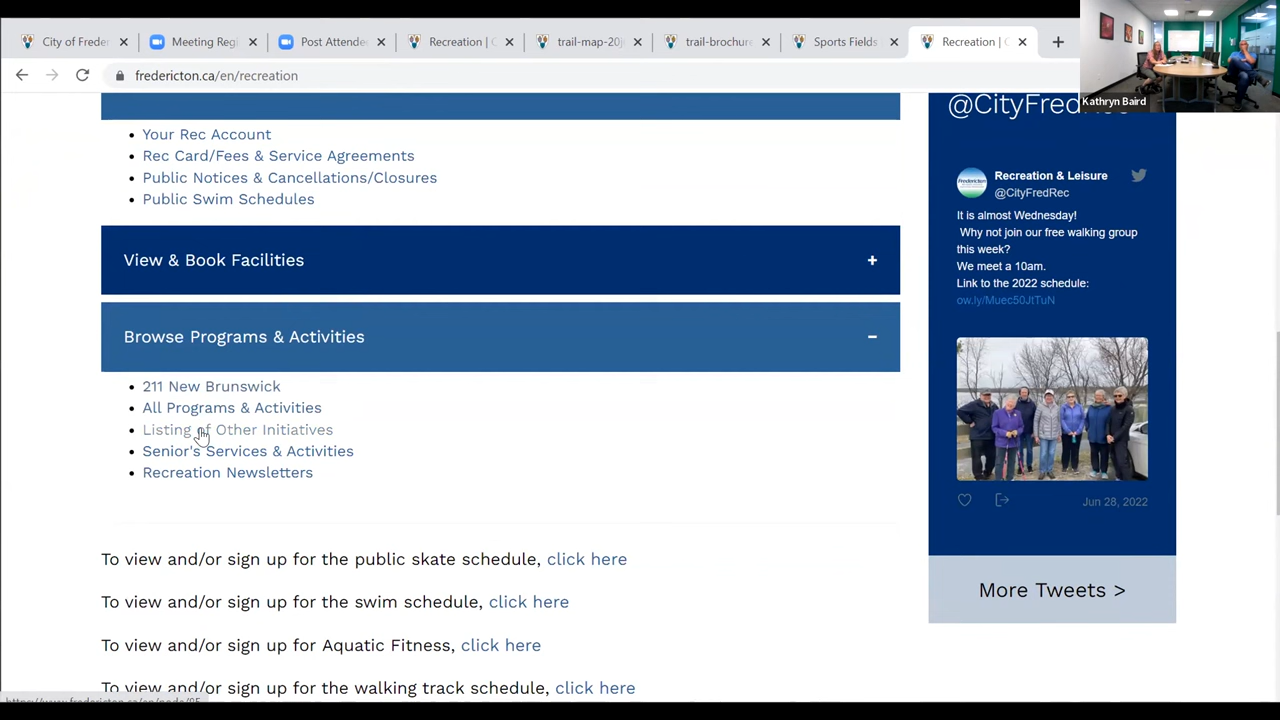 City of Freder
Meeting Regi
Post Attende
Recreation | C
trail-map-20
trail-brochur
Sports Fields
Recreation | C
fredericton.ca/en/recreation
Kathryn Baird
@CityFredRec
Your Rec Account
Rec Card/Fees & Service Agreements
Public Notices & Cancellations/Closures
Public Swim Schedules
View & Book Facilities +
Browse Programs & Activities -
211 New Brunswick
All Programs & Activities
Listing of Other Initiatives
Senior's Services & Activities
Recreation Newsletters
To view and/or sign up for the public skate schedule, click here
To view and/or sign up for the swim schedule, click here
To view and/or sign up for Aquatic Fitness, click here
To view and/or sign up for the walking track schedule, click here
Recreation & Leisure
@CityFredRec
It is almost Wednesday!
Why not join our free walking group
this week?
We meet a 10am.
Link to the 2022 schedule:
ow.ly/Muec50JtTuN
Jun 28, 2022
More Tweets >